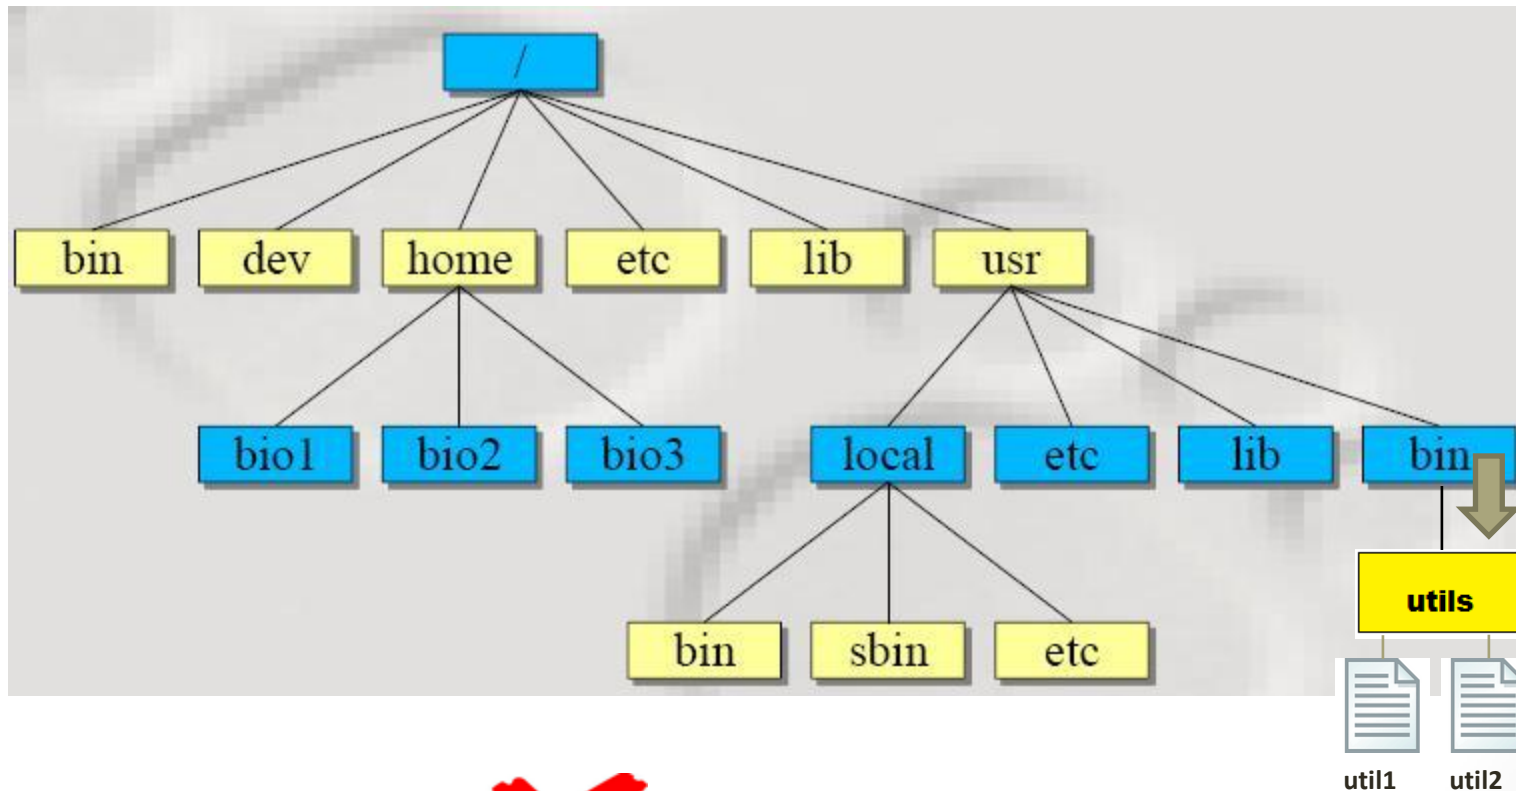 /
bin dev home etc lib usr
bio1 bio2 bio3 local etc lib bin
utils
bin sbin etc
util1 util2